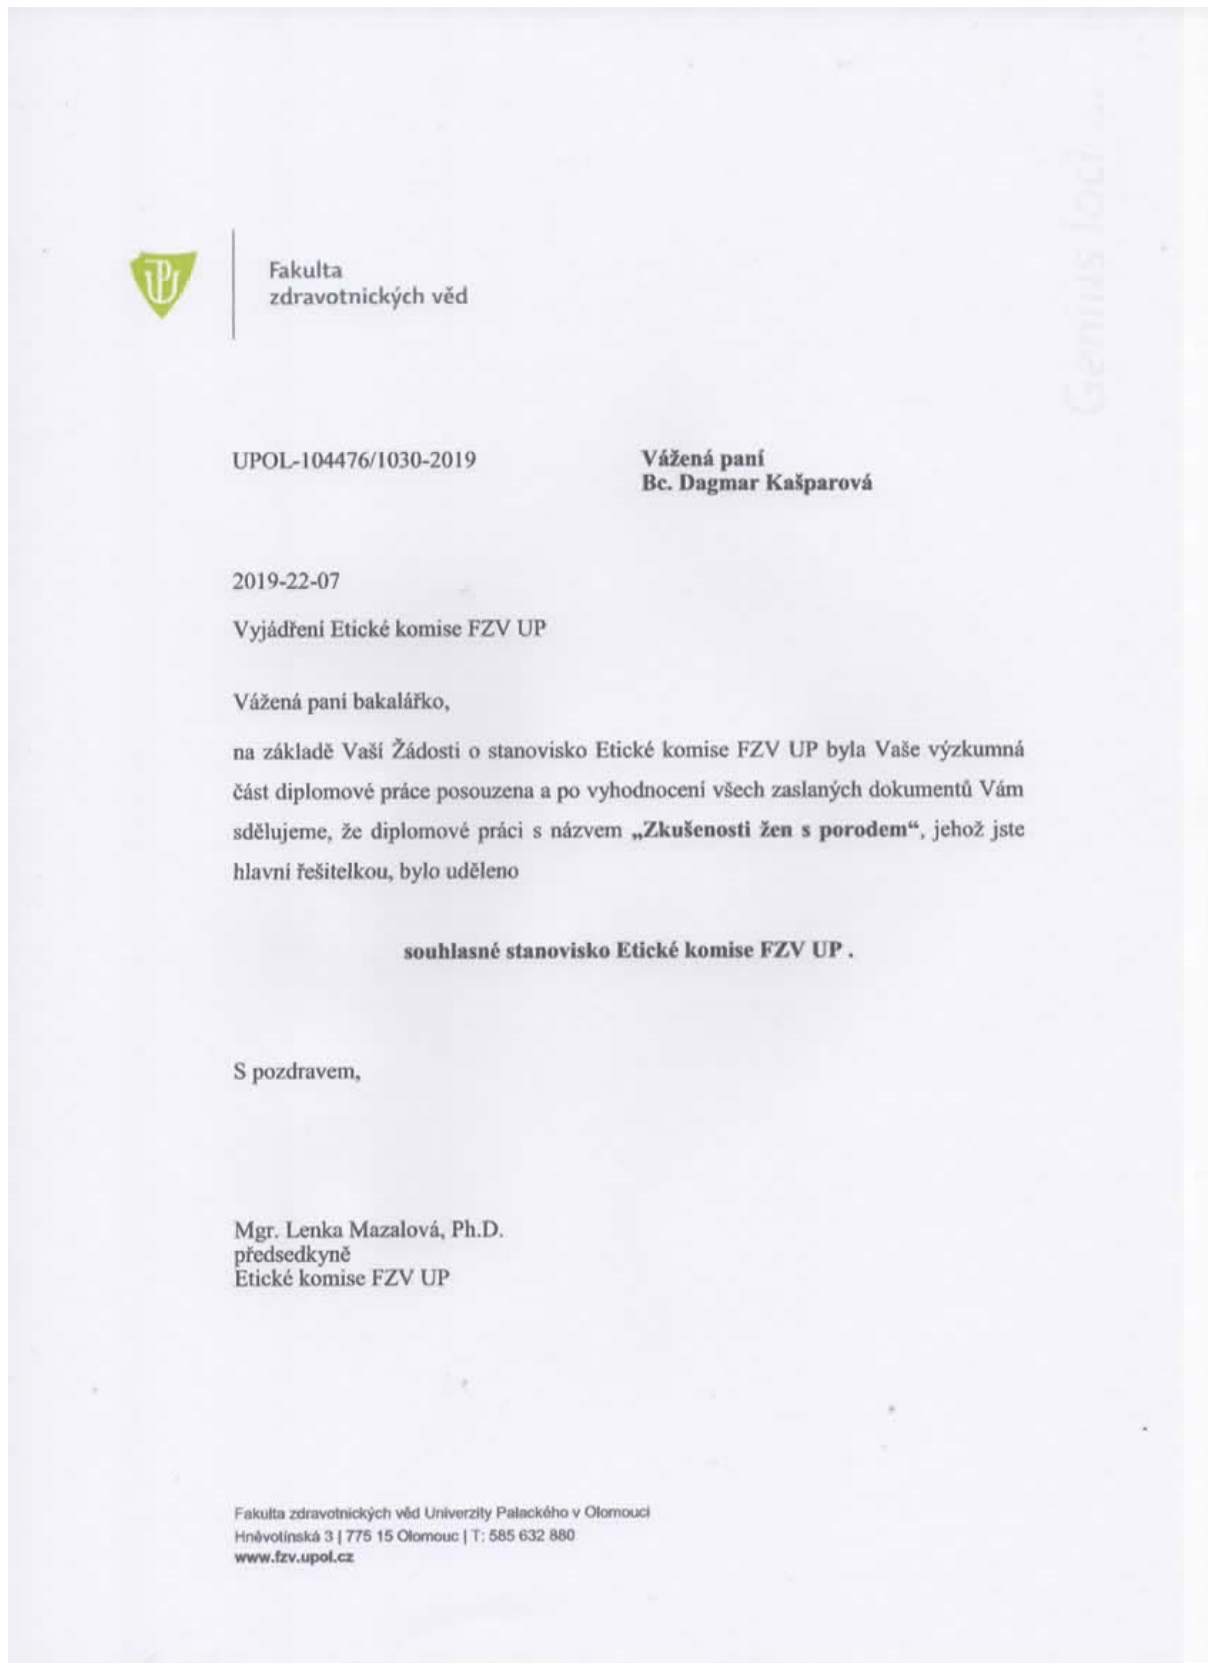 Genius loci ...
UP
Fakulta
zdravotnických věd
UPOL-104476/1030-2019
Vážená paní
Bc. Dagmar Kašparová
2019-22-07
Vyjádření Etické komise FZV UP
Vážená paní bakalářko,
na základě Vaší Žádosti o stanovisko Etické komise FZV UP byla Vaše výzkumná
část diplomové práce posouzena a po vyhodnocení všech zaslaných dokumentů Vám
sdělujeme, že diplomové práci s názvem „Zkušenosti žen s porodem“, jehož jste
hlavní řešitelkou, bylo uděleno
souhlasné stanovisko Etické komise FZV UP .
S pozdravem,
Mgr. Lenka Mazalová, Ph.D.
předsedkyně
Etické komise FZV UP
Fakulta zdravotnických věd Univerzity Palackého v Olomouci
Hněvotínská 3 | 775 15 Olomouc | T: 585 632 880
www.fzv.upol.cz